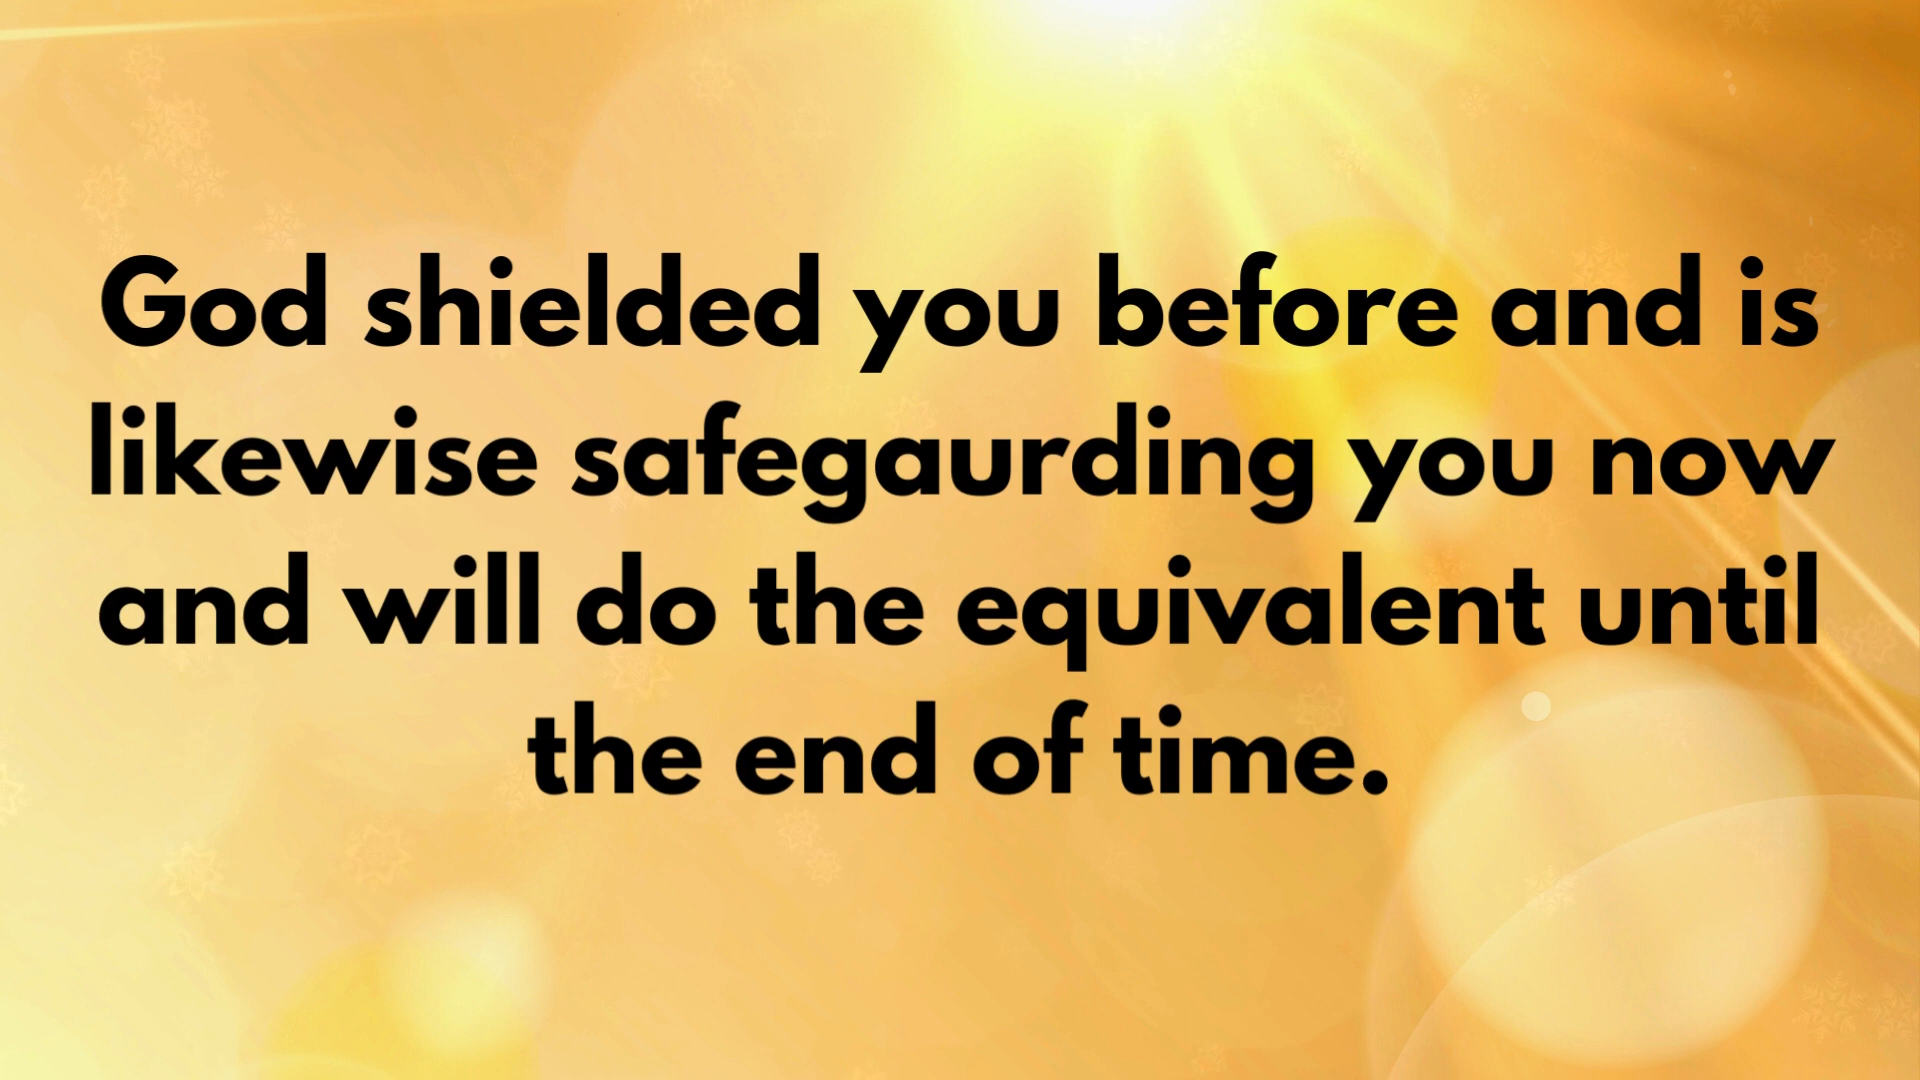 God shielded you before and is
likewise safegaurding you now
and will do the equivalent until
the end of time.